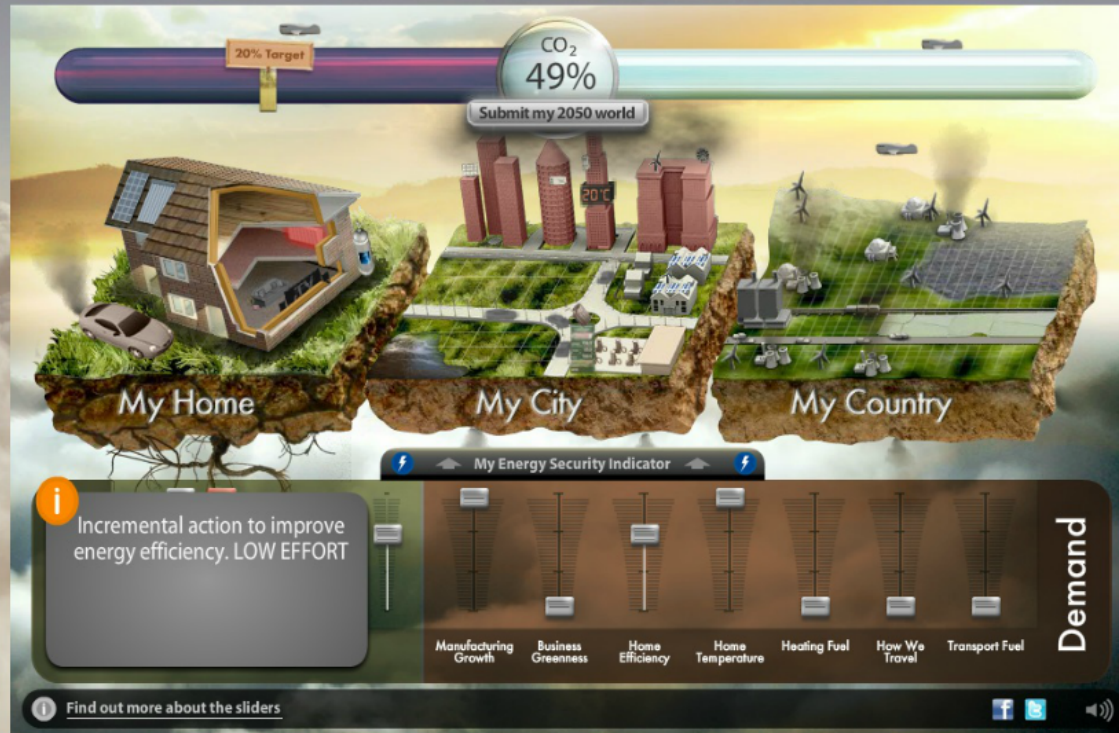 20% Target
CO₂
49%
Submit my 2050 world
20°C
TV
My Home
My City
My Country
My Energy Security Indicator
i
Incremental action to improve
energy efficiency. LOW EFFORT
Manufacturing Growth
Business Greenness
Home Efficiency
Home Temperature
Heating Fuel
How We Travel
Transport Fuel
Demand
i
Find out more about the sliders
f